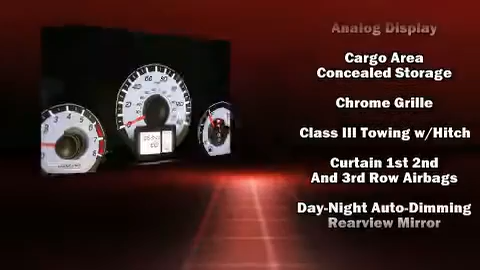 Analog Display
Cargo Area
Concealed Storage
Chrome Grille
Class III Towing w/Hitch
Curtain 1st 2nd
And 3rd Row Airbags
Day-Night Auto-Dimming
Rearview Mirror